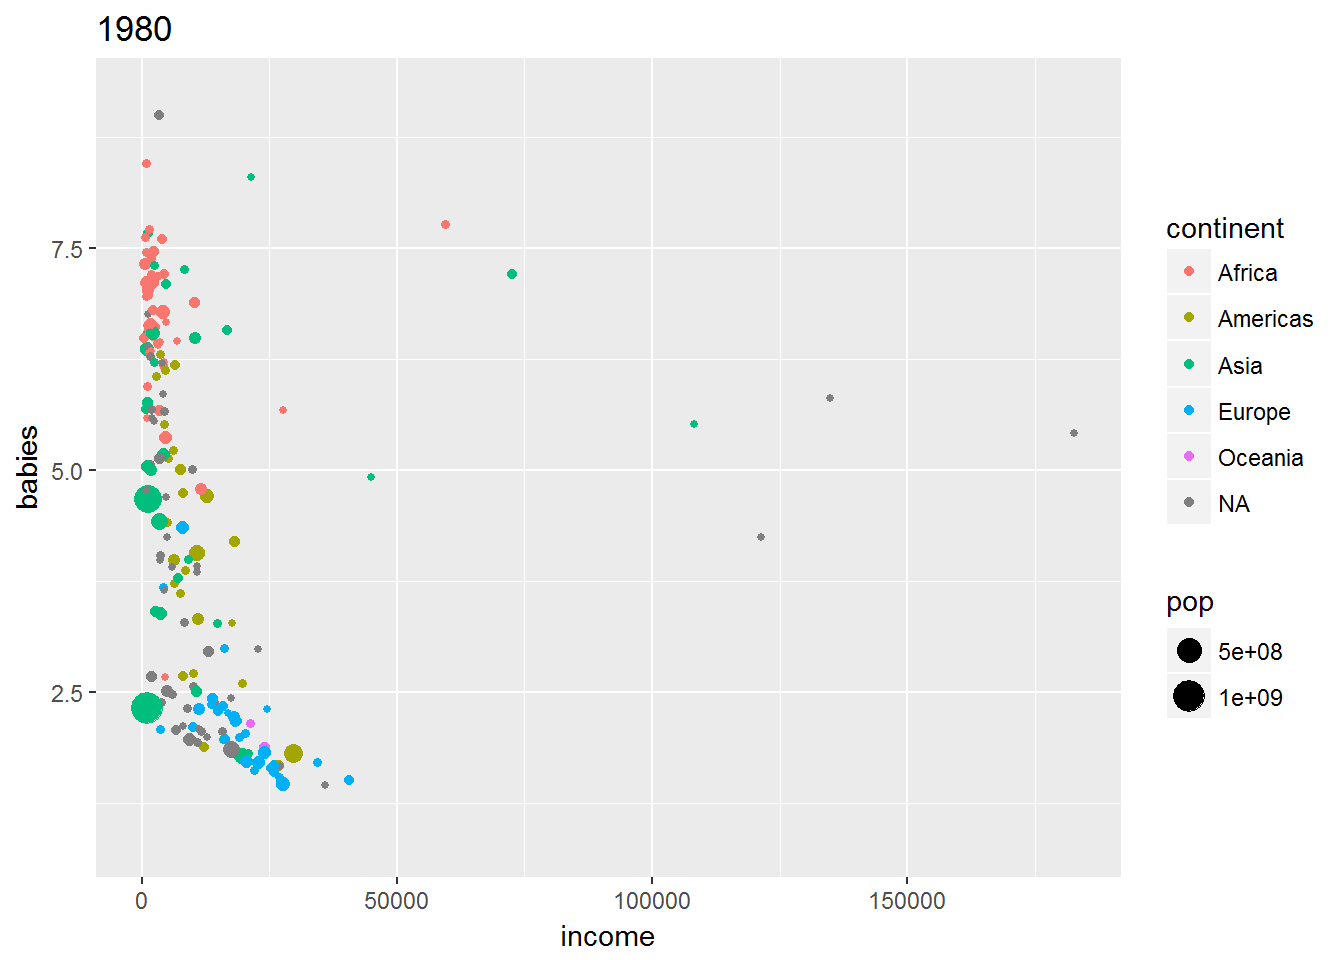 1980
babies
7.5
5.0
2.5
0
50000
100000
150000
income
continent
Africa
Americas
Asia
Europe
Oceania
NA
pop
5e+08
1e+09